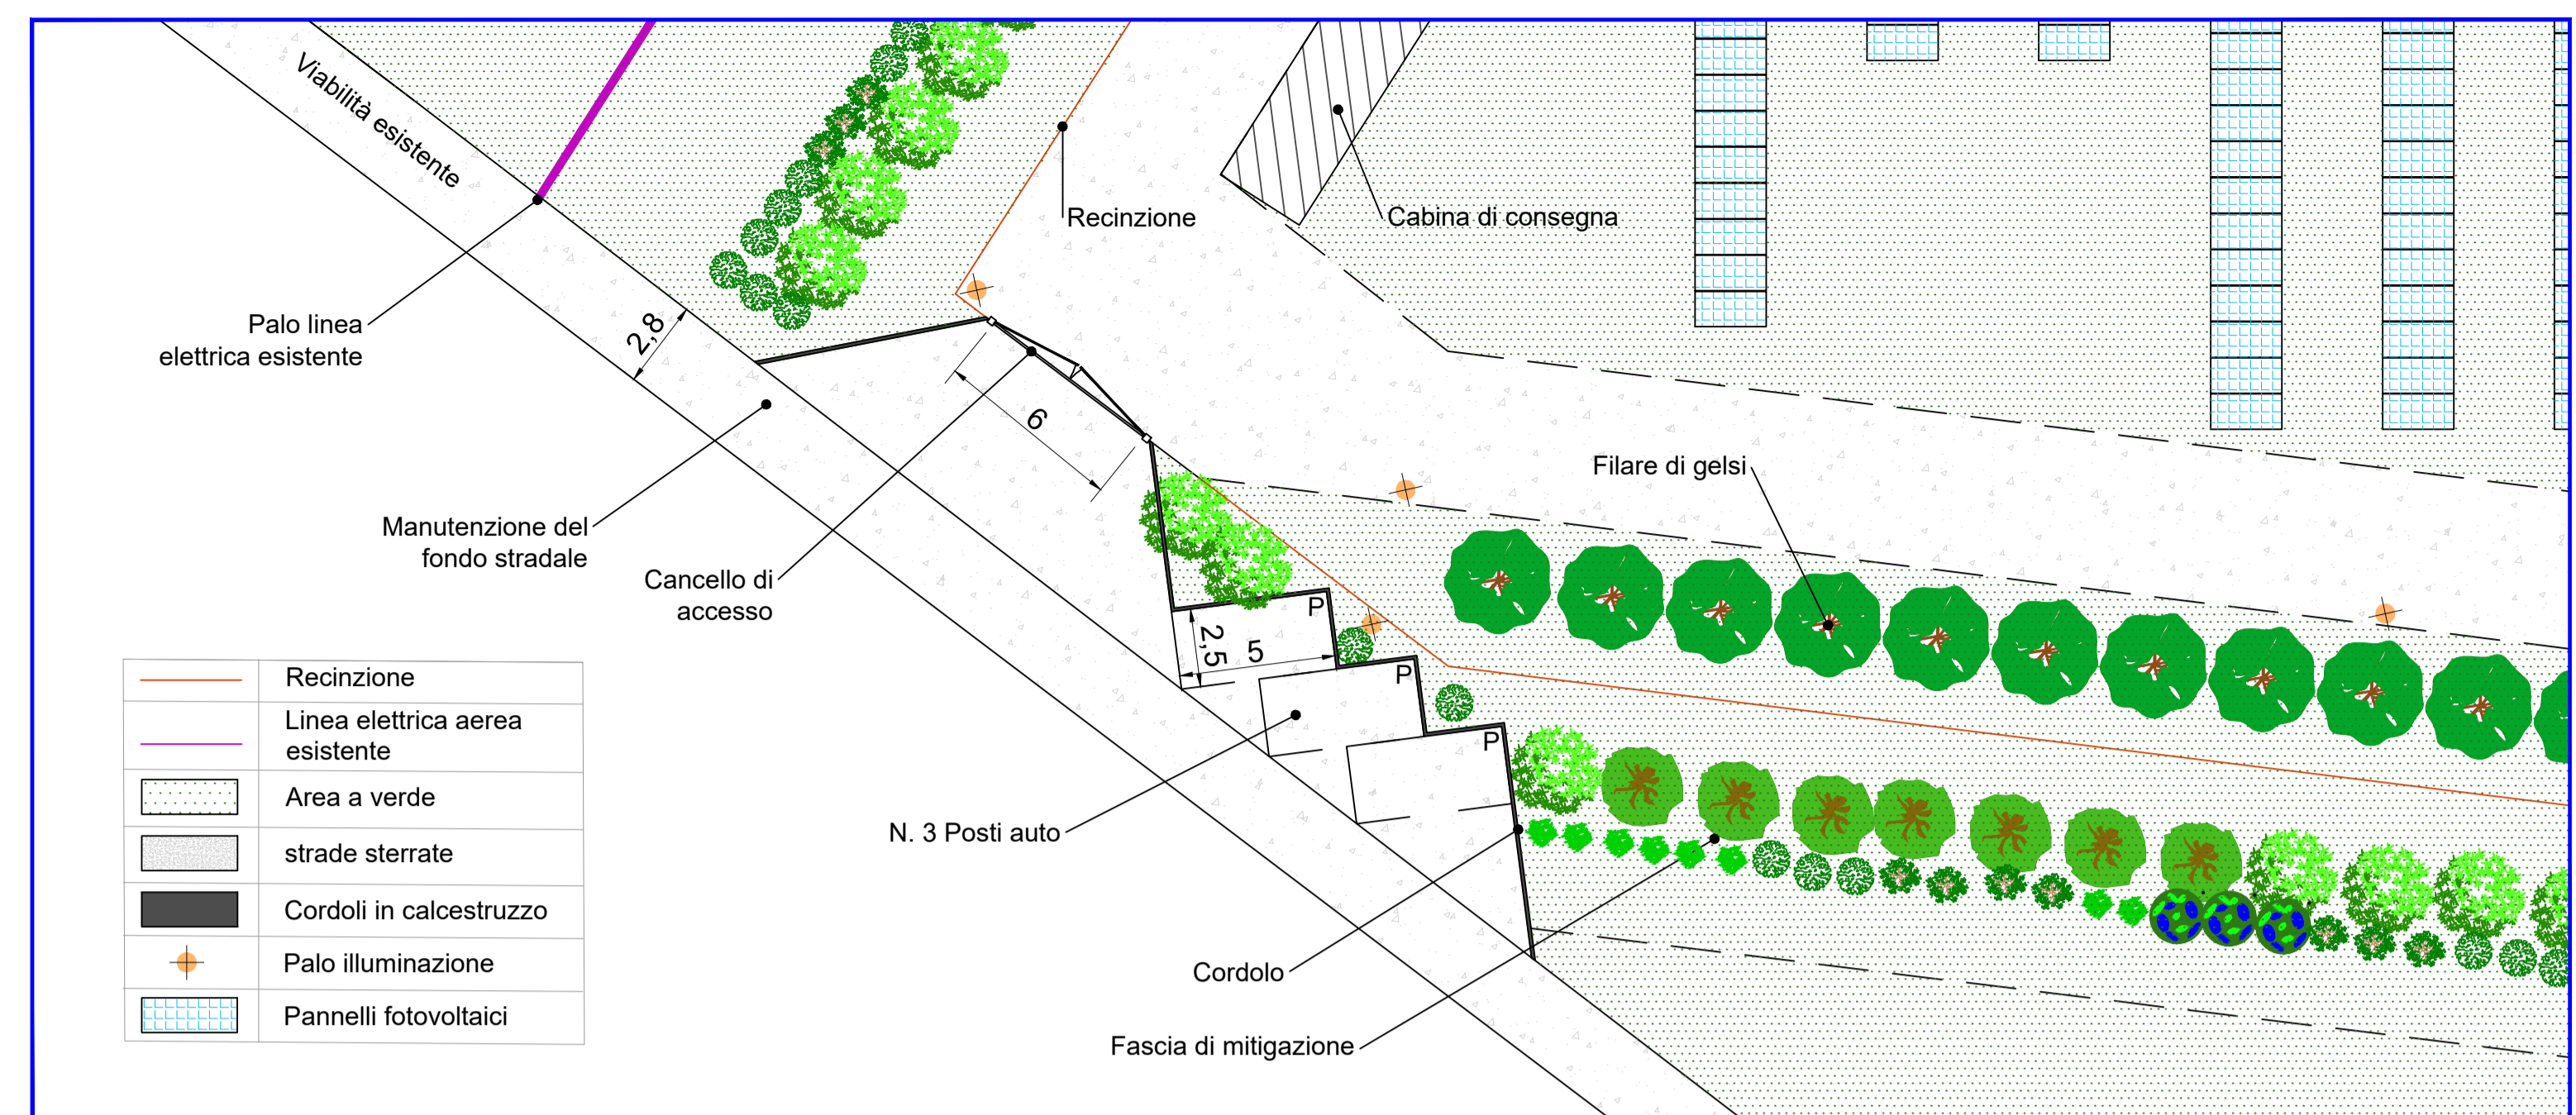 Viabilità esistente
Recinzione
Cabina di consegna
Palo linea
elettrica esistente
2,8
6
Filare di gelsi
Manutenzione del
fondo stradale
Cancello di
accesso
P
2,5
5
P
P
N. 3 Posti auto
Cordolo
Fascia di mitigazione
Recinzione
Linea elettrica aerea
esistente
Area a verde
strade sterrate
Cordoli in calcestruzzo
Palo illuminazione
Pannelli fotovoltaici